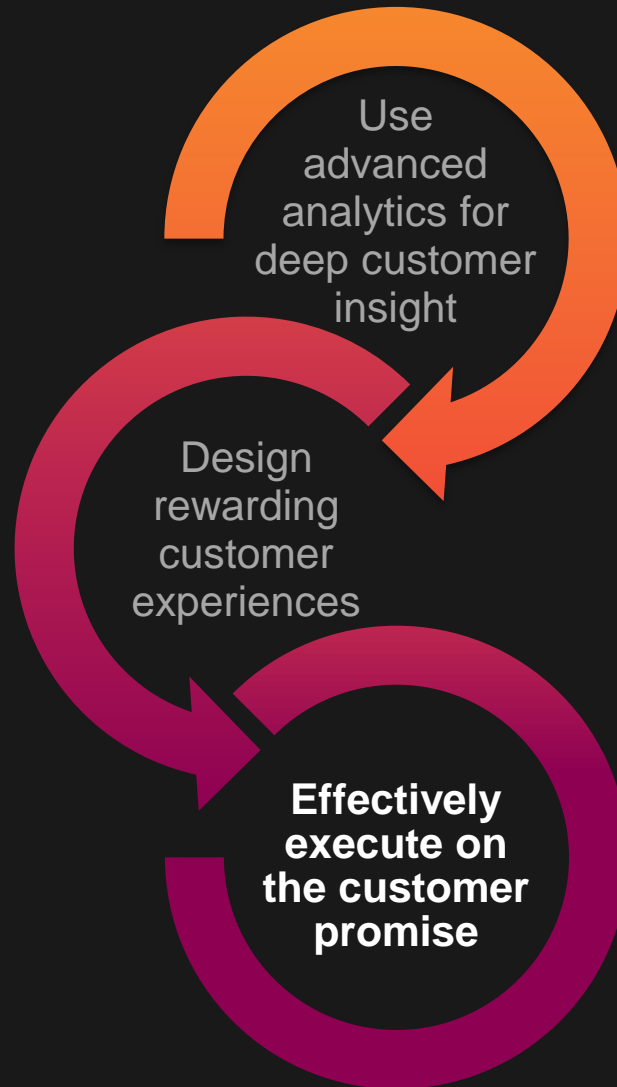 Use
advanced
analytics for
deep customer
insight
Design
rewarding
customer
experiences
Effectively
execute on
the customer
promise